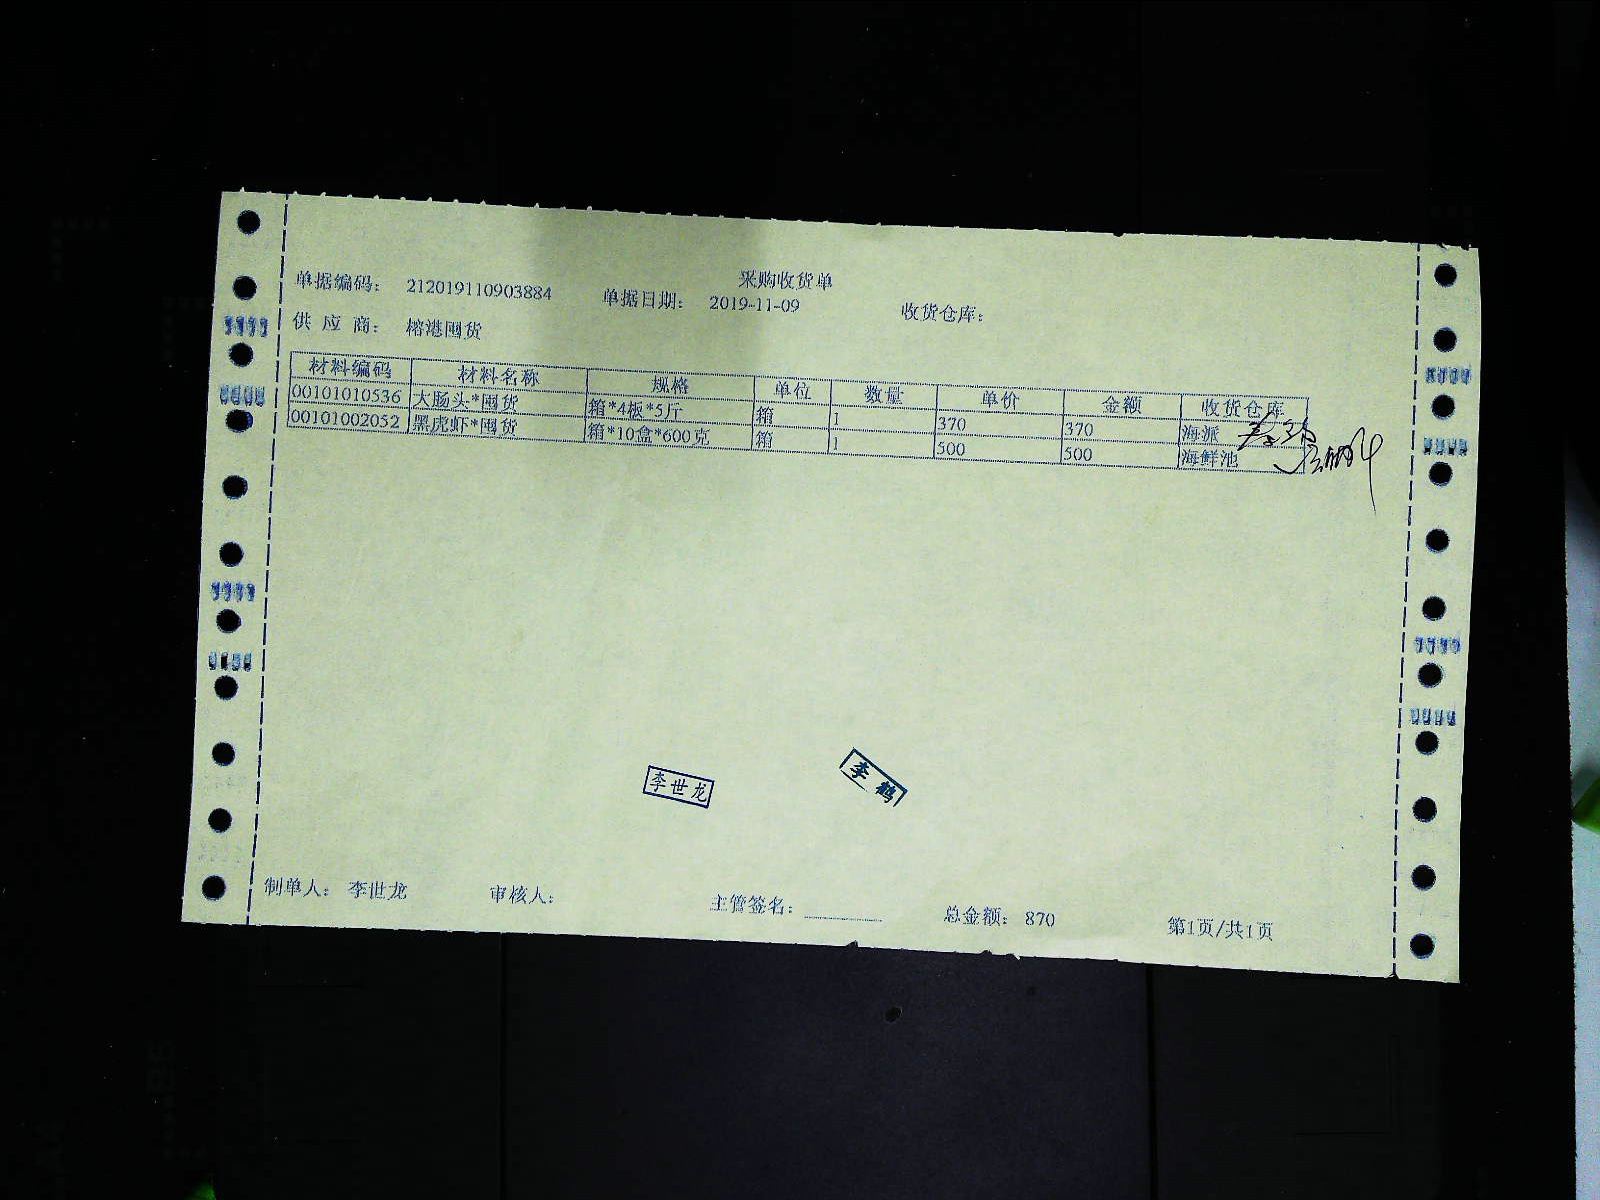 采购收货单
单据编码： 212019110903884 单据日期： 2019-11-09 收货仓库：
供 应 商： 榕港囤货
材料编码 材料名称 规格 单位 数量 单价 金额 收货仓库
00101010536 大肠头*囤货 箱*4板*5斤 箱 1 370 370 海派
00101002052 黑虎虾*囤货 箱*10盒*600克 箱 1 500 500 海鲜池
李世龙 李鹤
制单人： 李世龙 审核人： 主管签名： 总金额： 870 第1页/共1页